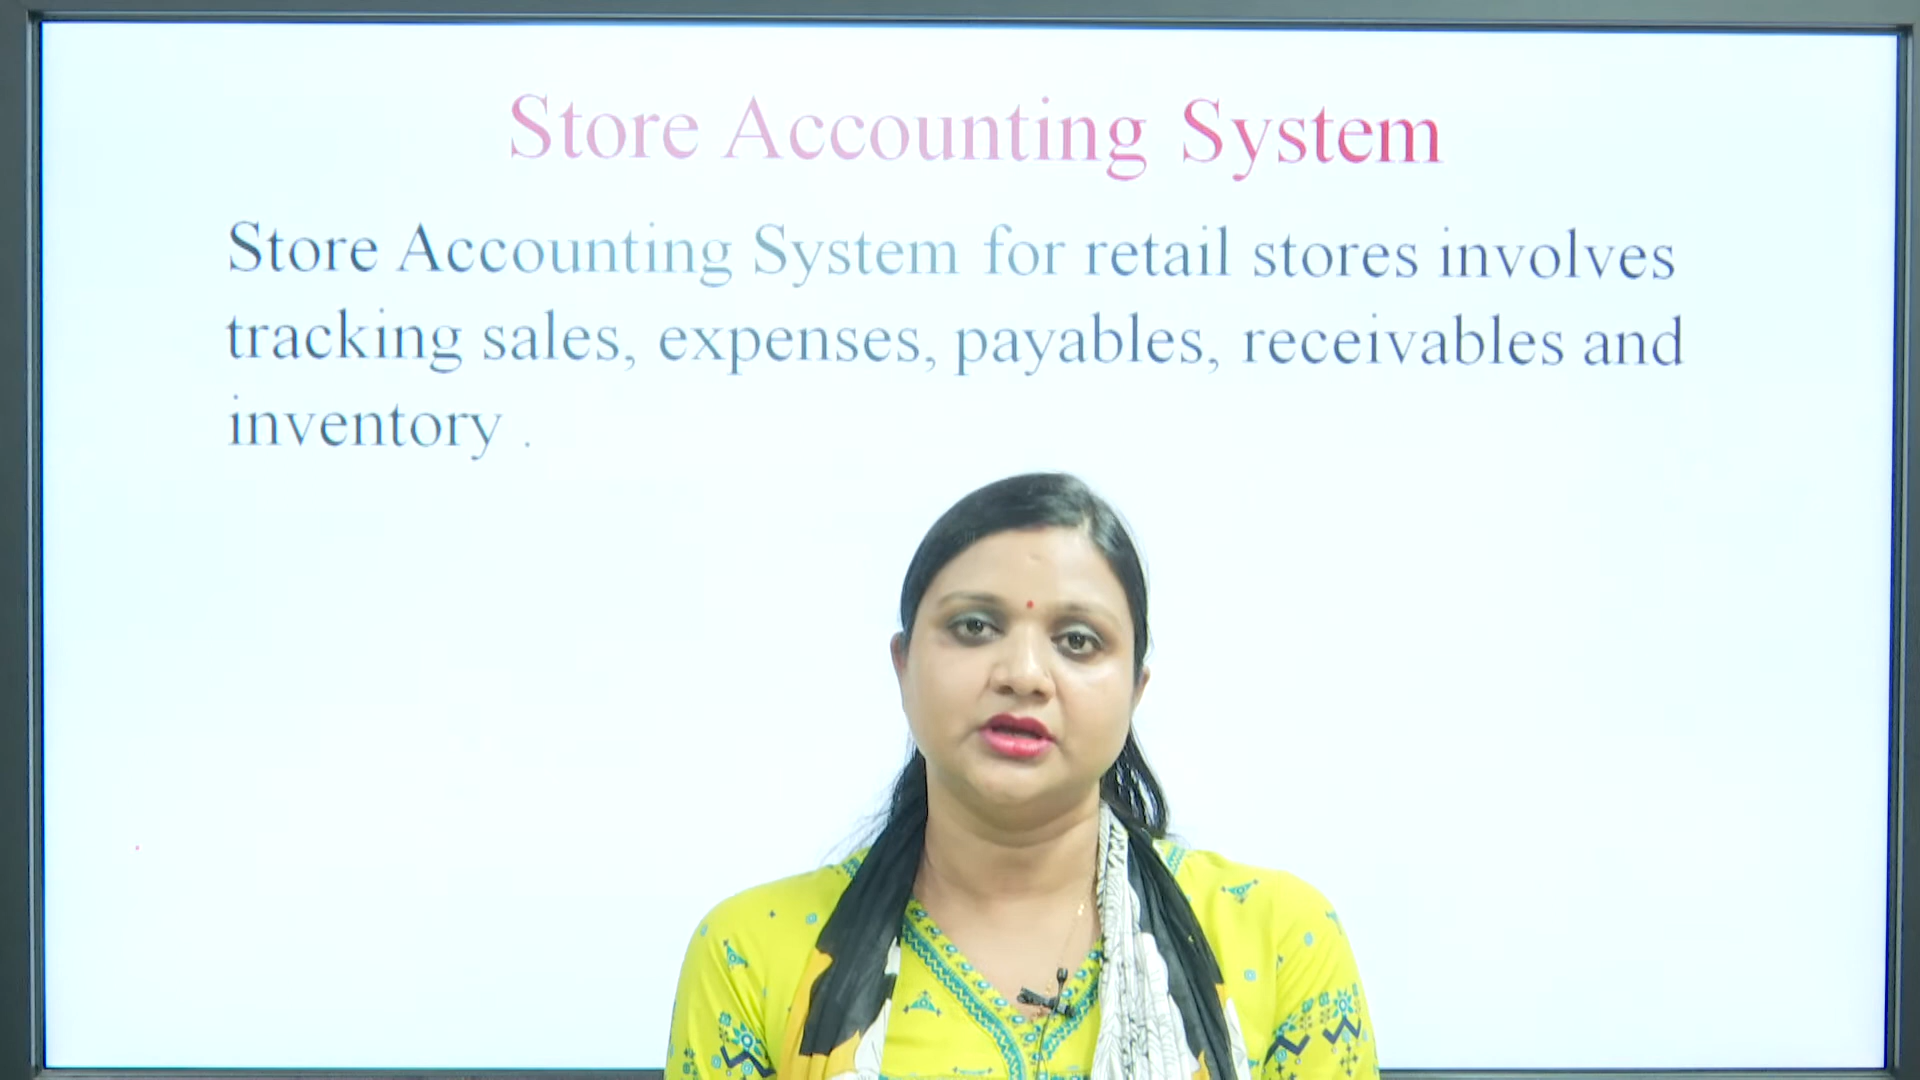 Store Accounting System
Store Accounting System for retail stores involves
tracking sales, expenses, payables, receivables and
inventory .